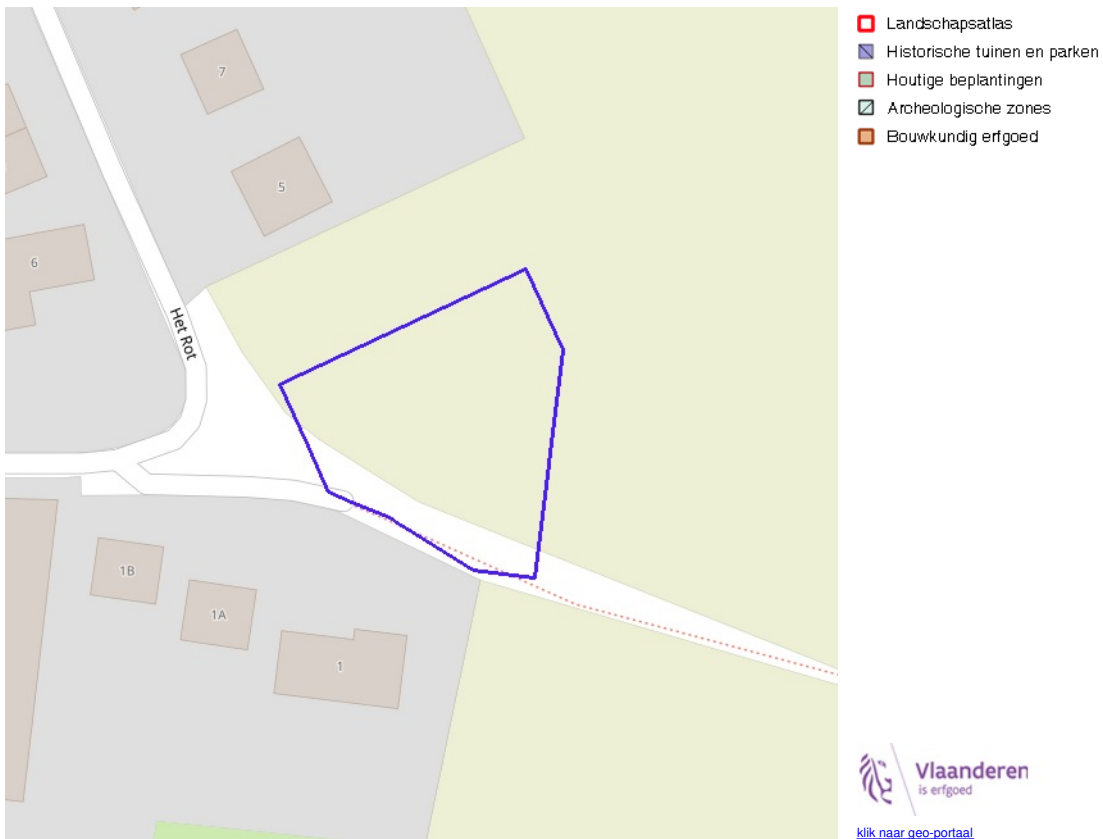 7
5
6
Het Rot
1B
1A
1
Landschapsatlas
Historische tuinen en parken
Houtige beplantingen
Archeologische zones
Bouwkundig erfgoed
Vlaanderen
is erfgoed
klik naar geo-portaal